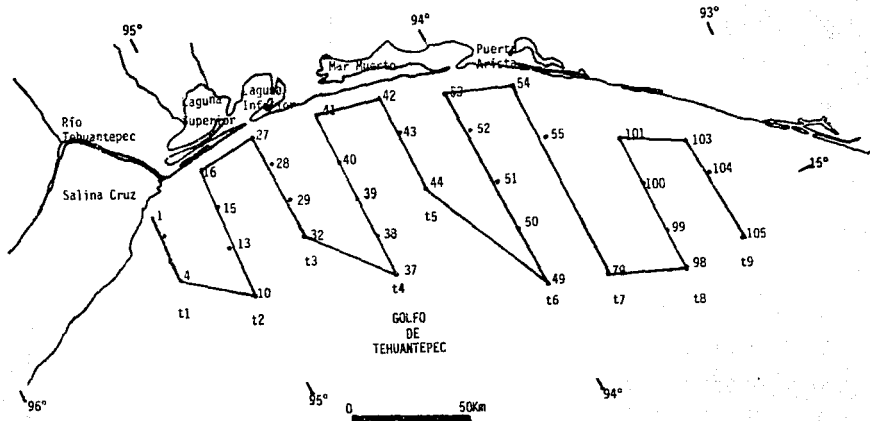 93°
94°
95°
Puerto
Arista
Mar Muerto
Laguna
Inferior
Laguna
Superior
Río
Tehuantepec
Salina Cruz
15°
54
53
42
41
52
43
55
27
101
103
28
40
16
104
100
51
44
29
39
15
1
50
99
32
38
13
105
4
37
49
79
98
10
t1
t2
t3
t4
t5
t6
t7
t8
t9
GOLFO
DE
TEHUANTEPEC
96°
95°
94°
0 50Km